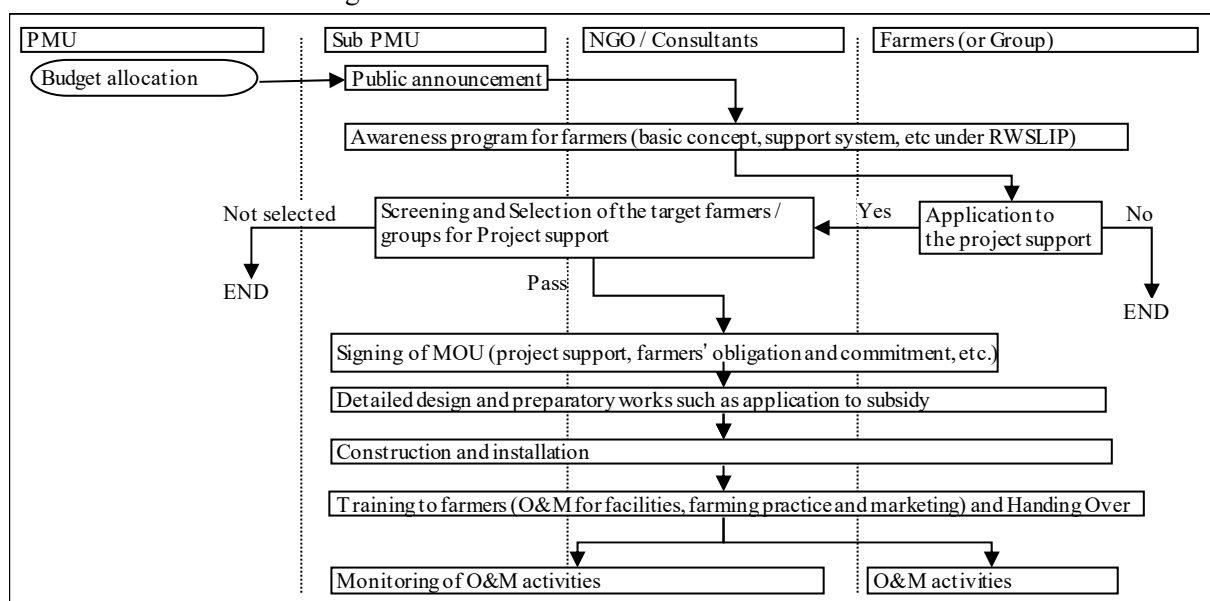 PMU
Sub PMU
NGO / Consultants
Farmers (or Group)
Budget allocation
Public announcement
Awareness program for farmers (basic concept, support system, etc under RWSLIP)
Not selected
Screening and Selection of the target farmers /
groups for Project support
Yes
Application to
the project support
No
END
Pass
END
Signing of MOU (project support, farmers' obligation and commitment, etc.)
Detailed design and preparatory works such as application to subsidy
Construction and installation
Training to farmers (O&M for facilities, farming practice and marketing) and Handing Over
Monitoring of O&M activities
O&M activities